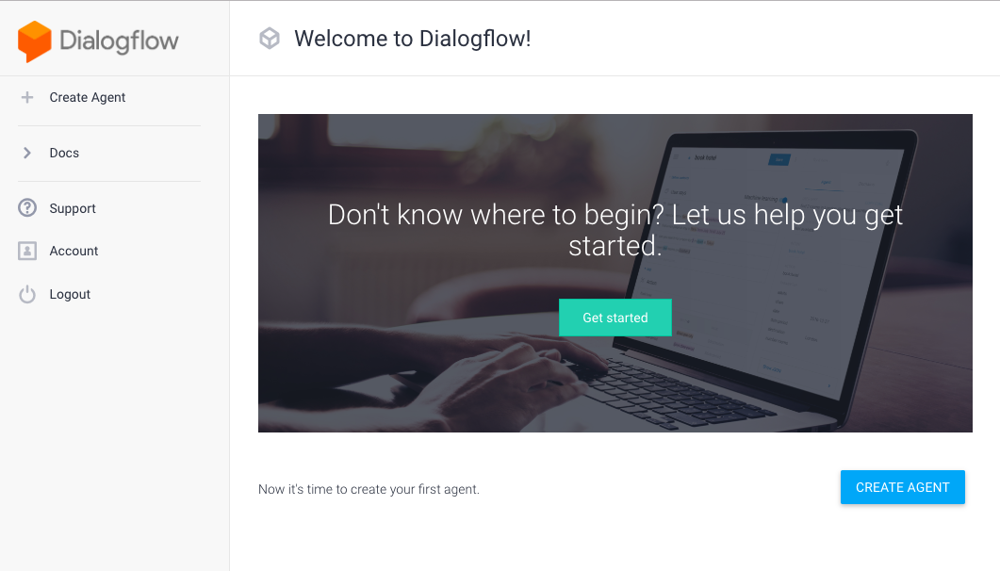 Dialogflow
Create Agent
Docs
Support
Account
Logout
Welcome to Dialogflow!
Don't know where to begin? Let us help you get
started.
Get started
Now it's time to create your first agent.
CREATE AGENT